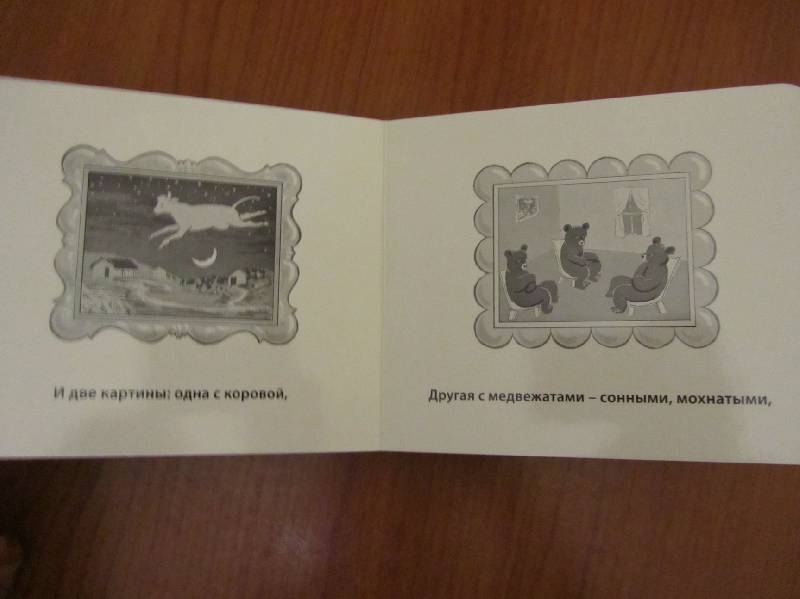 И две картины: одна с коровой,
Другая с медвежатами – сонными, мохнатыми,